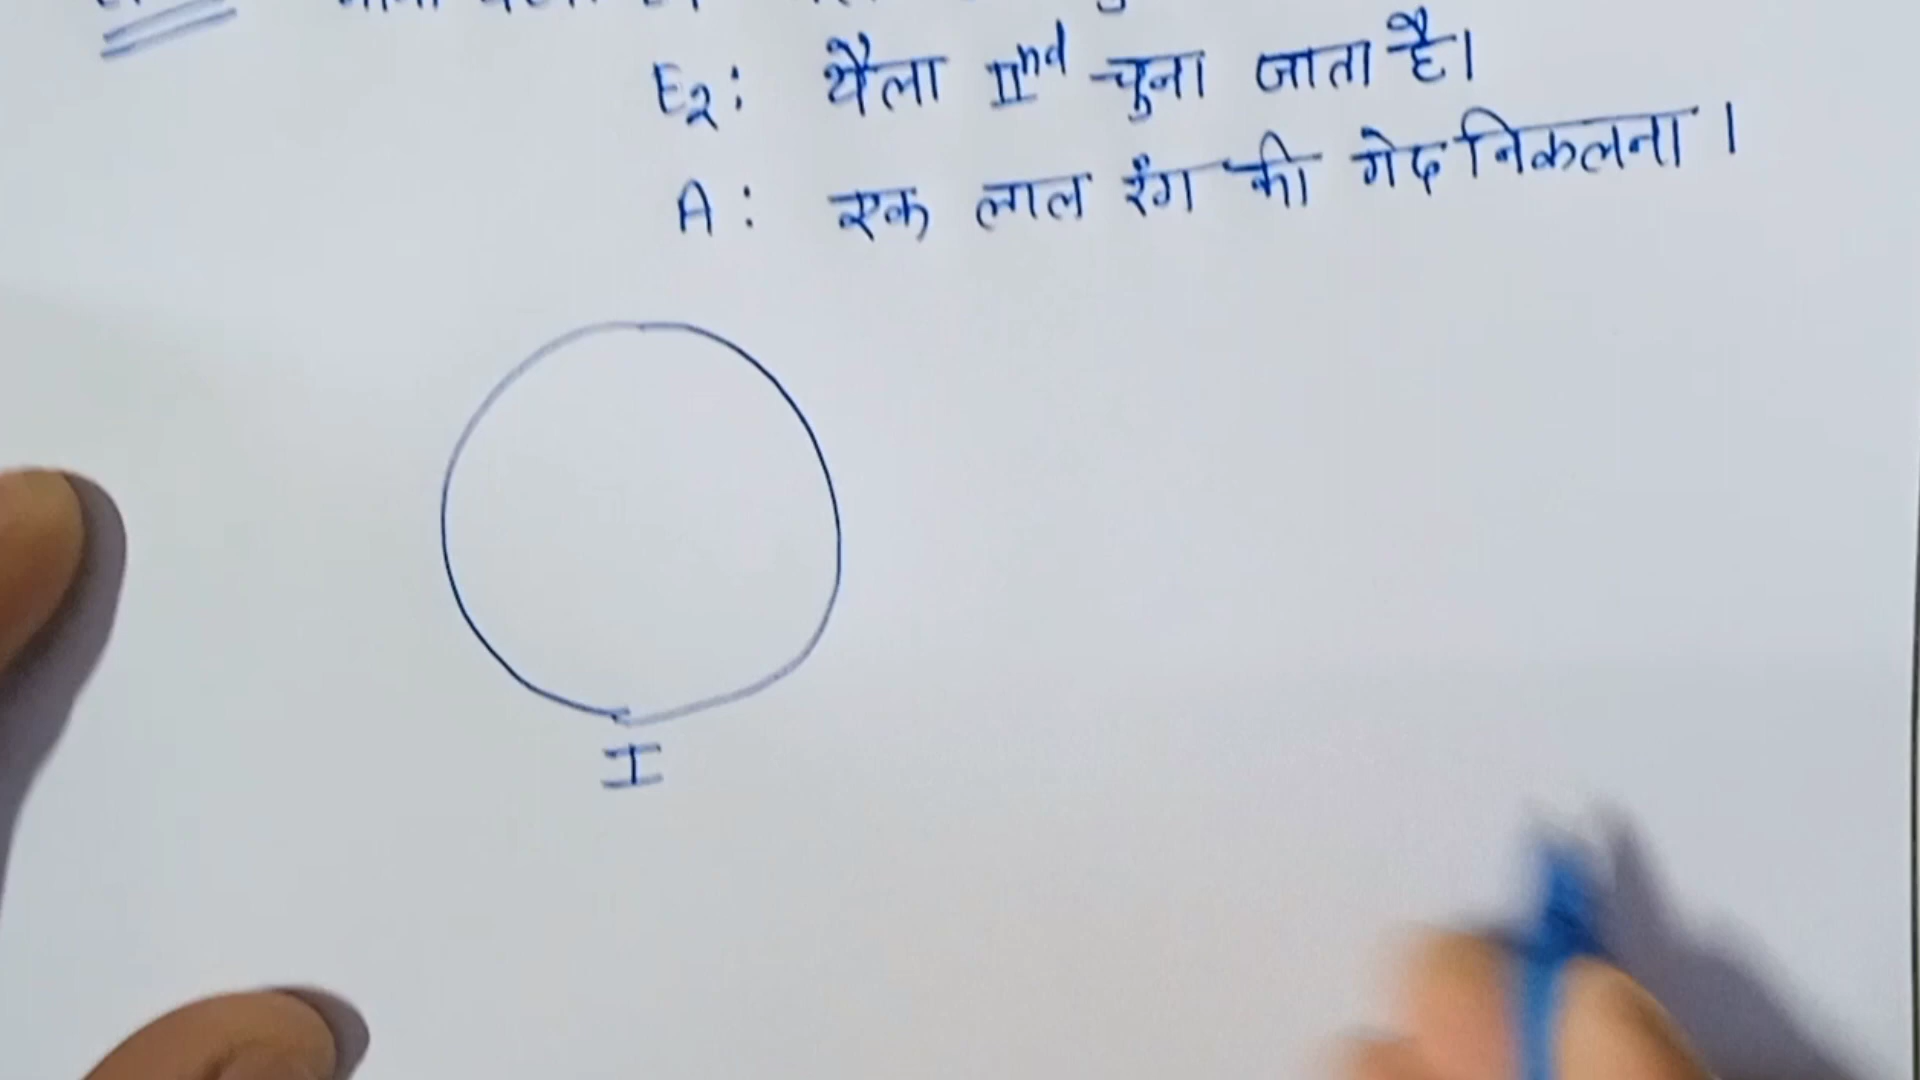 E₂: थैला IInd चुना जाता है।
A: एक लाल रंग की गेद निकलना।
I